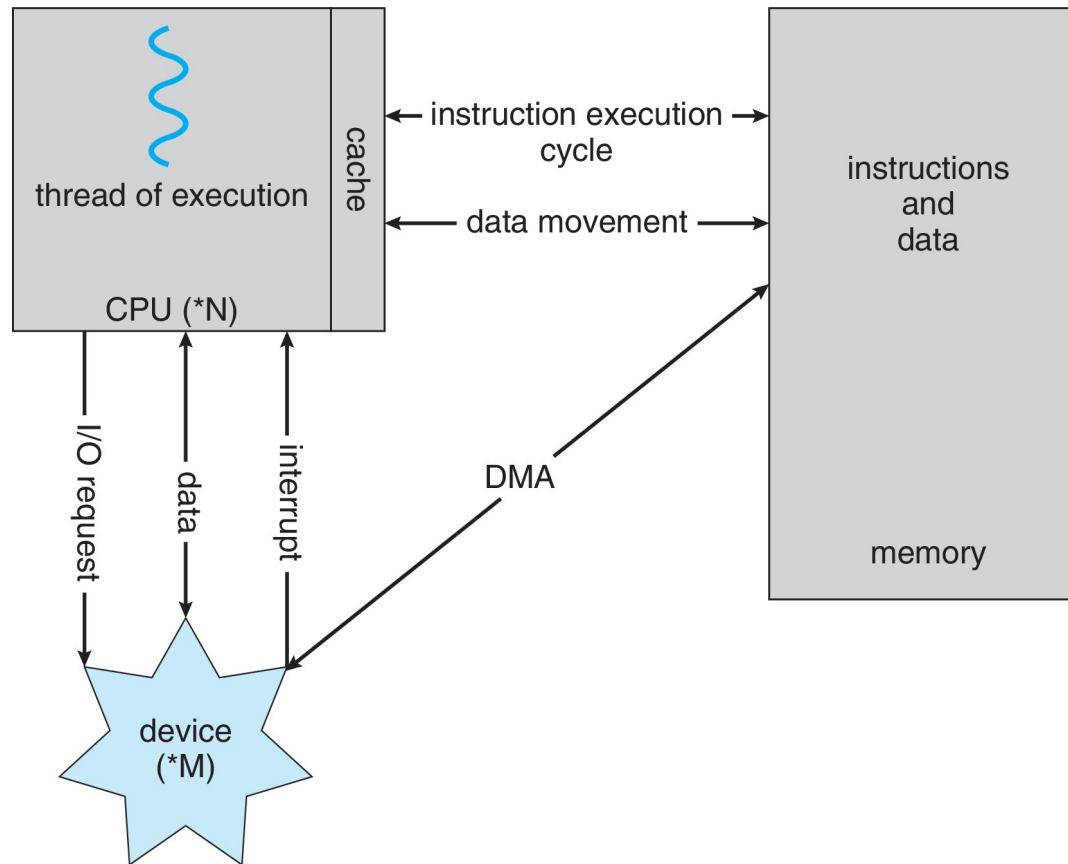 thread of execution
cache
CPU (*N)
instruction execution
cycle
data movement
instructions
and
data
memory
I/O request
data
interrupt
DMA
device
(*M)